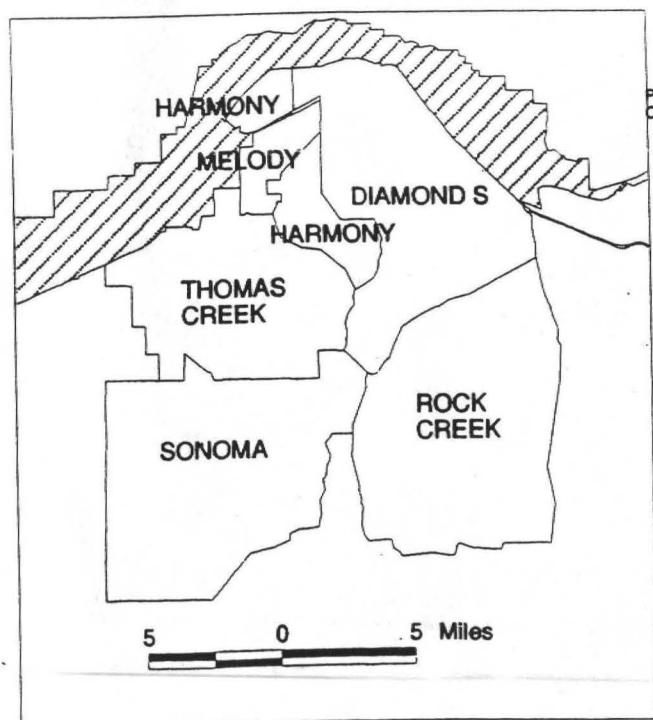 HARMONY
MELODY
DIAMOND S
HARMONY
THOMAS
CREEK
ROCK
CREEK
SONOMA
5 0 5 Miles